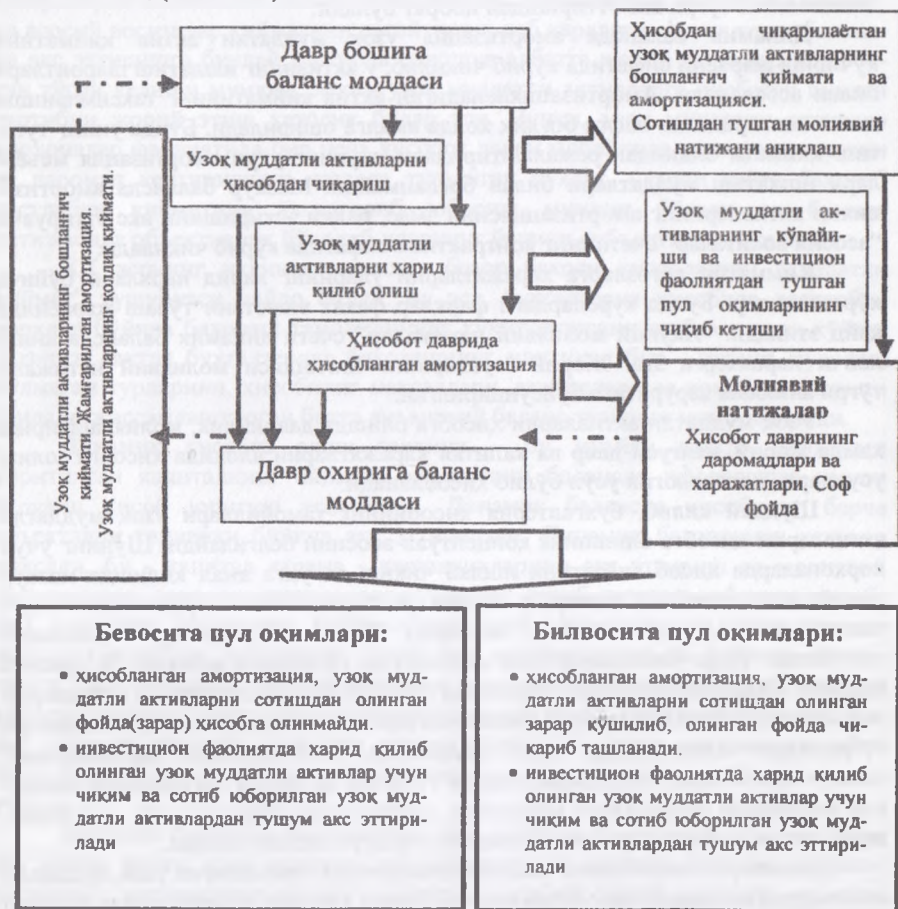 Давр бошига
баланс моддаси
Ҳисобдан чиқарилаётган
узоқ муддатли активларнинг
бошланғич қиймати ва
амортизацияси.
Сотишдан тушган молиявий
натижани аниқлаш
Узоқ муддатли активларнинг бошланғич
қиймати. Жамғарилган амортизацияси.
Узоқ муддатли активларнинг қолдиқ қиймати.
Узоқ муддатли активларни
ҳисобдан чиқариш
Узоқ муддатли
активларни харид
қилиб олиш
Узоқ муддатли ак-
тивларнинг кўпайи-
ши ва инвестицион
фаолиятдан тушган
пул оқимларининг
чиқиб кетиши
Ҳисобот даврида
ҳисобланган амортизация
Молиявий
натижалар
Ҳисобот даврининг
даромадлари ва
харажатлари. Соф
фойда
Давр охирига баланс
моддаси
Бевосита пул оқимлари:
• ҳисобланган амортизация, узоқ муд-
датли активларни сотишдан олинган
фойда(зарар) ҳисобга олинмайди.
• инвестицион фаолиятда харид қилиб
олинган узоқ муддатли активлар учун
чиқим ва сотиб юборилган узоқ муд-
датли активлардан тушум акс эттири-
лади
Билвосита пул оқимлари:
• ҳисобланган амортизация, узоқ муд-
датли активларни сотишдан олинган
зарар қўшилиб, олинган фойда чи-
қариб ташланади.
• инвестицион фаолиятда харид қилиб
олинган узоқ муддатли активлар учун
чиқим ва сотиб юборилган узоқ муд-
датли активлардан тушум акс эттири-
лади